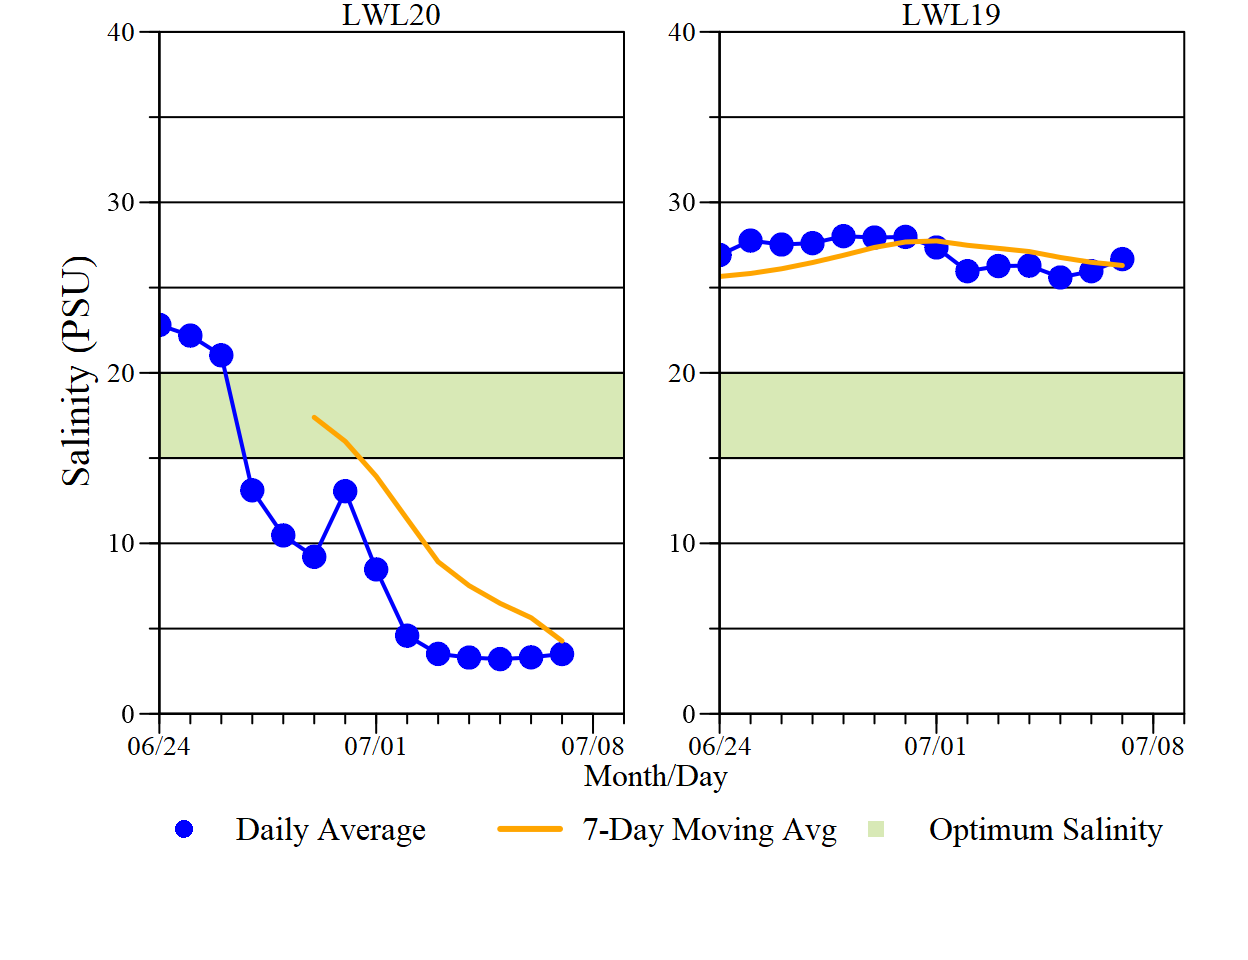 LWL20 LWL19
40 40
30 30
20 20
10 10
0 0
Salinity (PSU)
06/24 07/01 07/08 06/24 07/01 07/08
Month/Day
Daily Average 7-Day Moving Avg Optimum Salinity